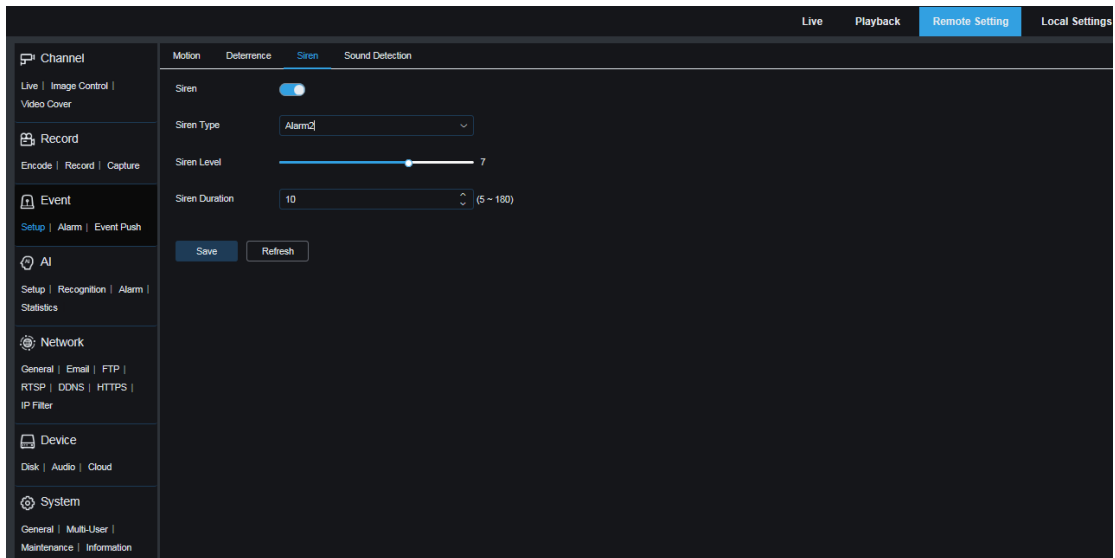 Live Playback Remote Setting Local Settings
Channel
Live | Image Control |
Video Cover
Record
Encode | Record | Capture
Event
Setup | Alarm | Event Push
AI
Setup | Recognition | Alarm |
Statistics
Network
General | Email | FTP |
RTSP | DDNS | HTTPS |
IP Filter
Device
Disk | Audio | Cloud
System
General | Multi-User |
Maintenance | Information
Motion Deterrence Siren Sound Detection
Siren
Siren Type Alarm2
Siren Level 7
Siren Duration 10 (5 ~ 180)
Save Refresh